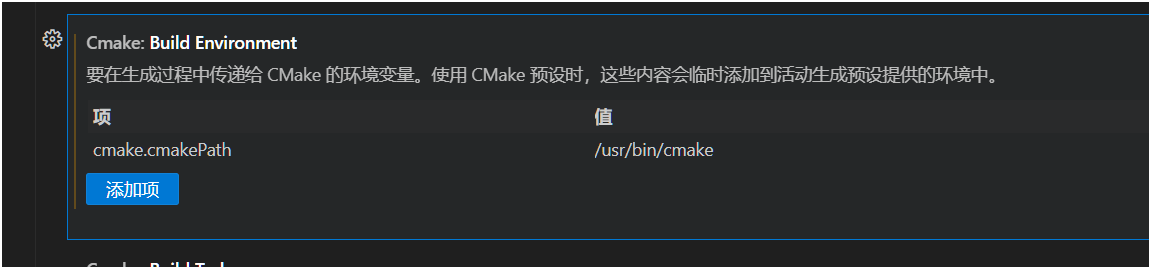 Cmake: Build Environment
要在生成过程中传递给 CMake 的环境变量。使用 CMake 预设时，这些内容会临时添加到活动生成预设提供的环境中。
项 值
cmake.cmakePath /usr/bin/cmake
添加项